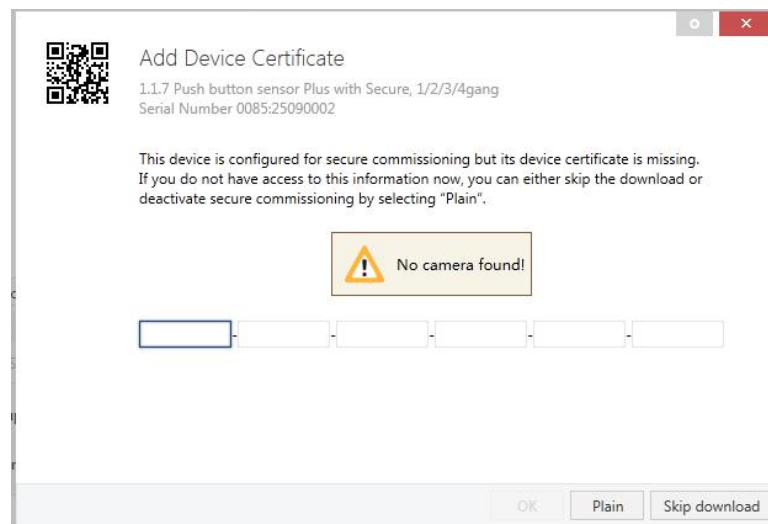 Add Device Certificate
1.1.7 Push button sensor Plus with Secure, 1/2/3/4gang
Serial Number 0085:25090002
This device is configured for secure commissioning but its device certificate is missing.
If you do not have access to this information now, you can either skip the download or
deactivate secure commissioning by selecting "Plain".
No camera found!
- - - - -
OK Plain Skip download